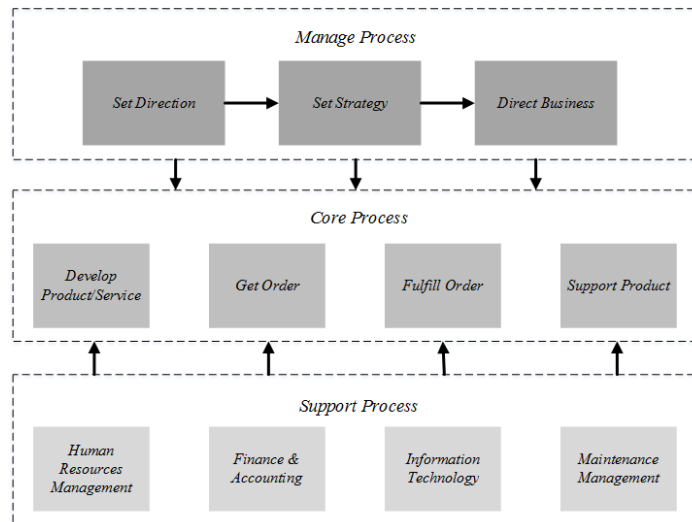 Manage Process
Set Direction
Set Strategy
Direct Business
Core Process
Develop
Product/Service
Get Order
Fulfill Order
Support Product
Support Process
Human
Resources
Management
Finance &
Accounting
Information
Technology
Maintenance
Management